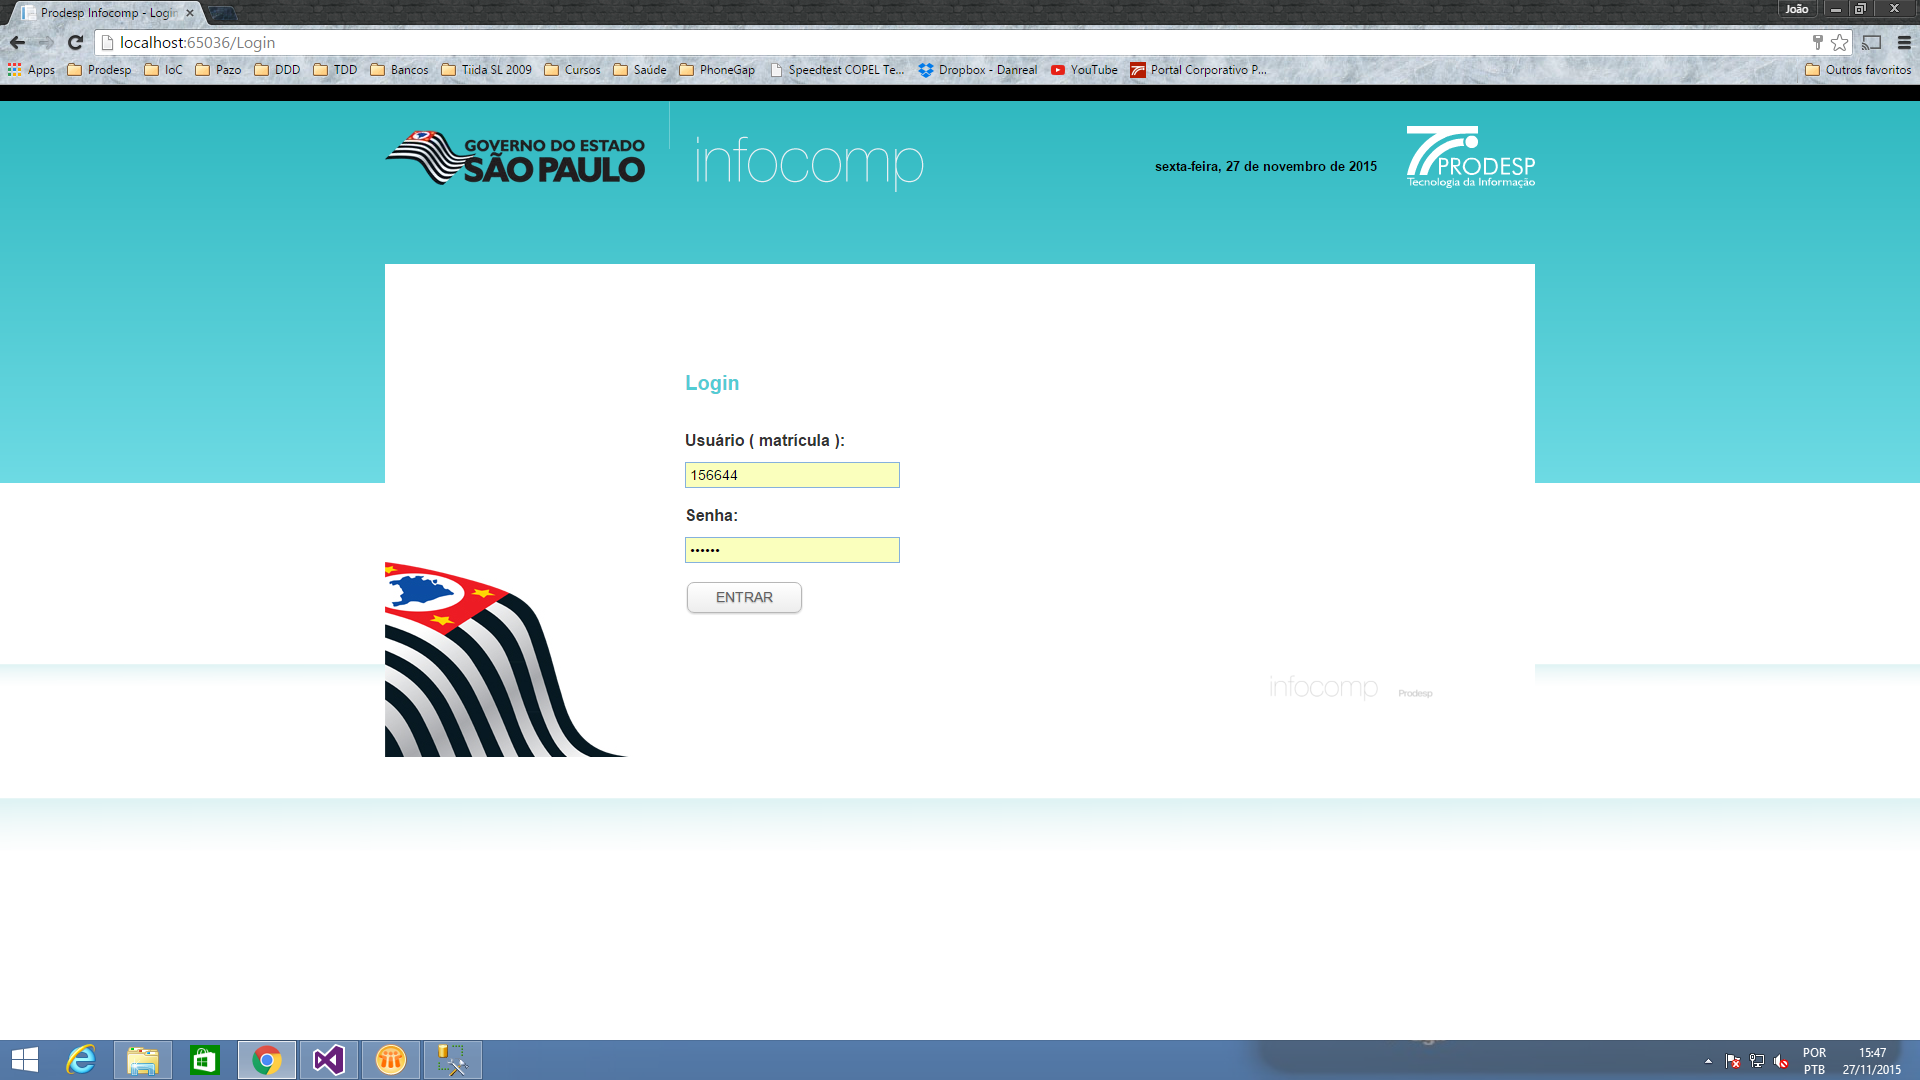 Prodesp Infocomp - Login
João
localhost:65036/Login
Apps Prodesp IoC Pazo DDD TDD Bancos Tiida SL 2009 Cursos Saúde PhoneGap Speedtest COPEL Te... Dropbox - Danreal YouTube Portal Corporativo P... Outros favoritos
GOVERNO DO ESTADO
SÃO PAULO
infocomp
sexta-feira, 27 de novembro de 2015
PRODESP
Tecnologia da Informação
Login
Usuário ( matrícula ):
156644
Senha:
••••••
ENTRAR
infocomp Prodesp
POR 15:47
PTB 27/11/2015